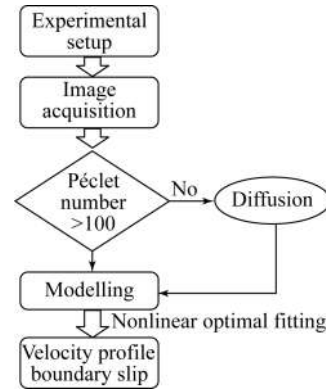 Experimental
setup
Image
acquisition
Péclet
number
>100
No
Diffusion
Modelling
Nonlinear optimal fitting
Velocity profile
boundary slip